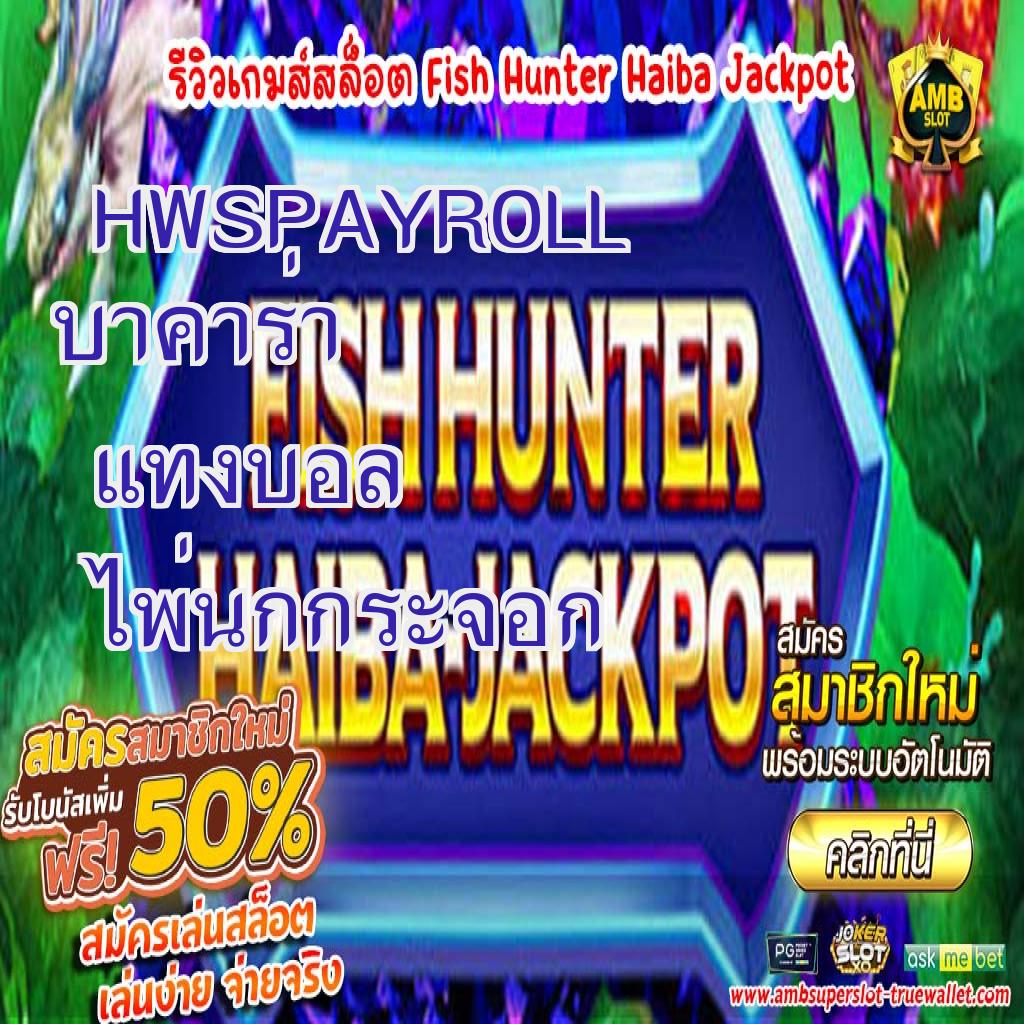 รีวิวเกมส์สล็อต Fish Hunter Haiba Jackpot
AMB
SLOT
HWSPAYROLL
บาคาร่า
FISH HUNTER
แทงบอล
ไพ่นกกระจอก
HAIBA JACKPOT
สมัคร
สมาชิกใหม่
พร้อมระบบอัตโนมัติ
คลิกที่นี่
สมัครสมาชิกใหม่
รับโบนัสเพิ่ม
ฟรี! 50%
สมัครเล่นสล็อต
เล่นง่าย จ่ายจริง
PG
JOKER
SLOT
XO
ask me bet
www.ambsuperslot-truewallet.com